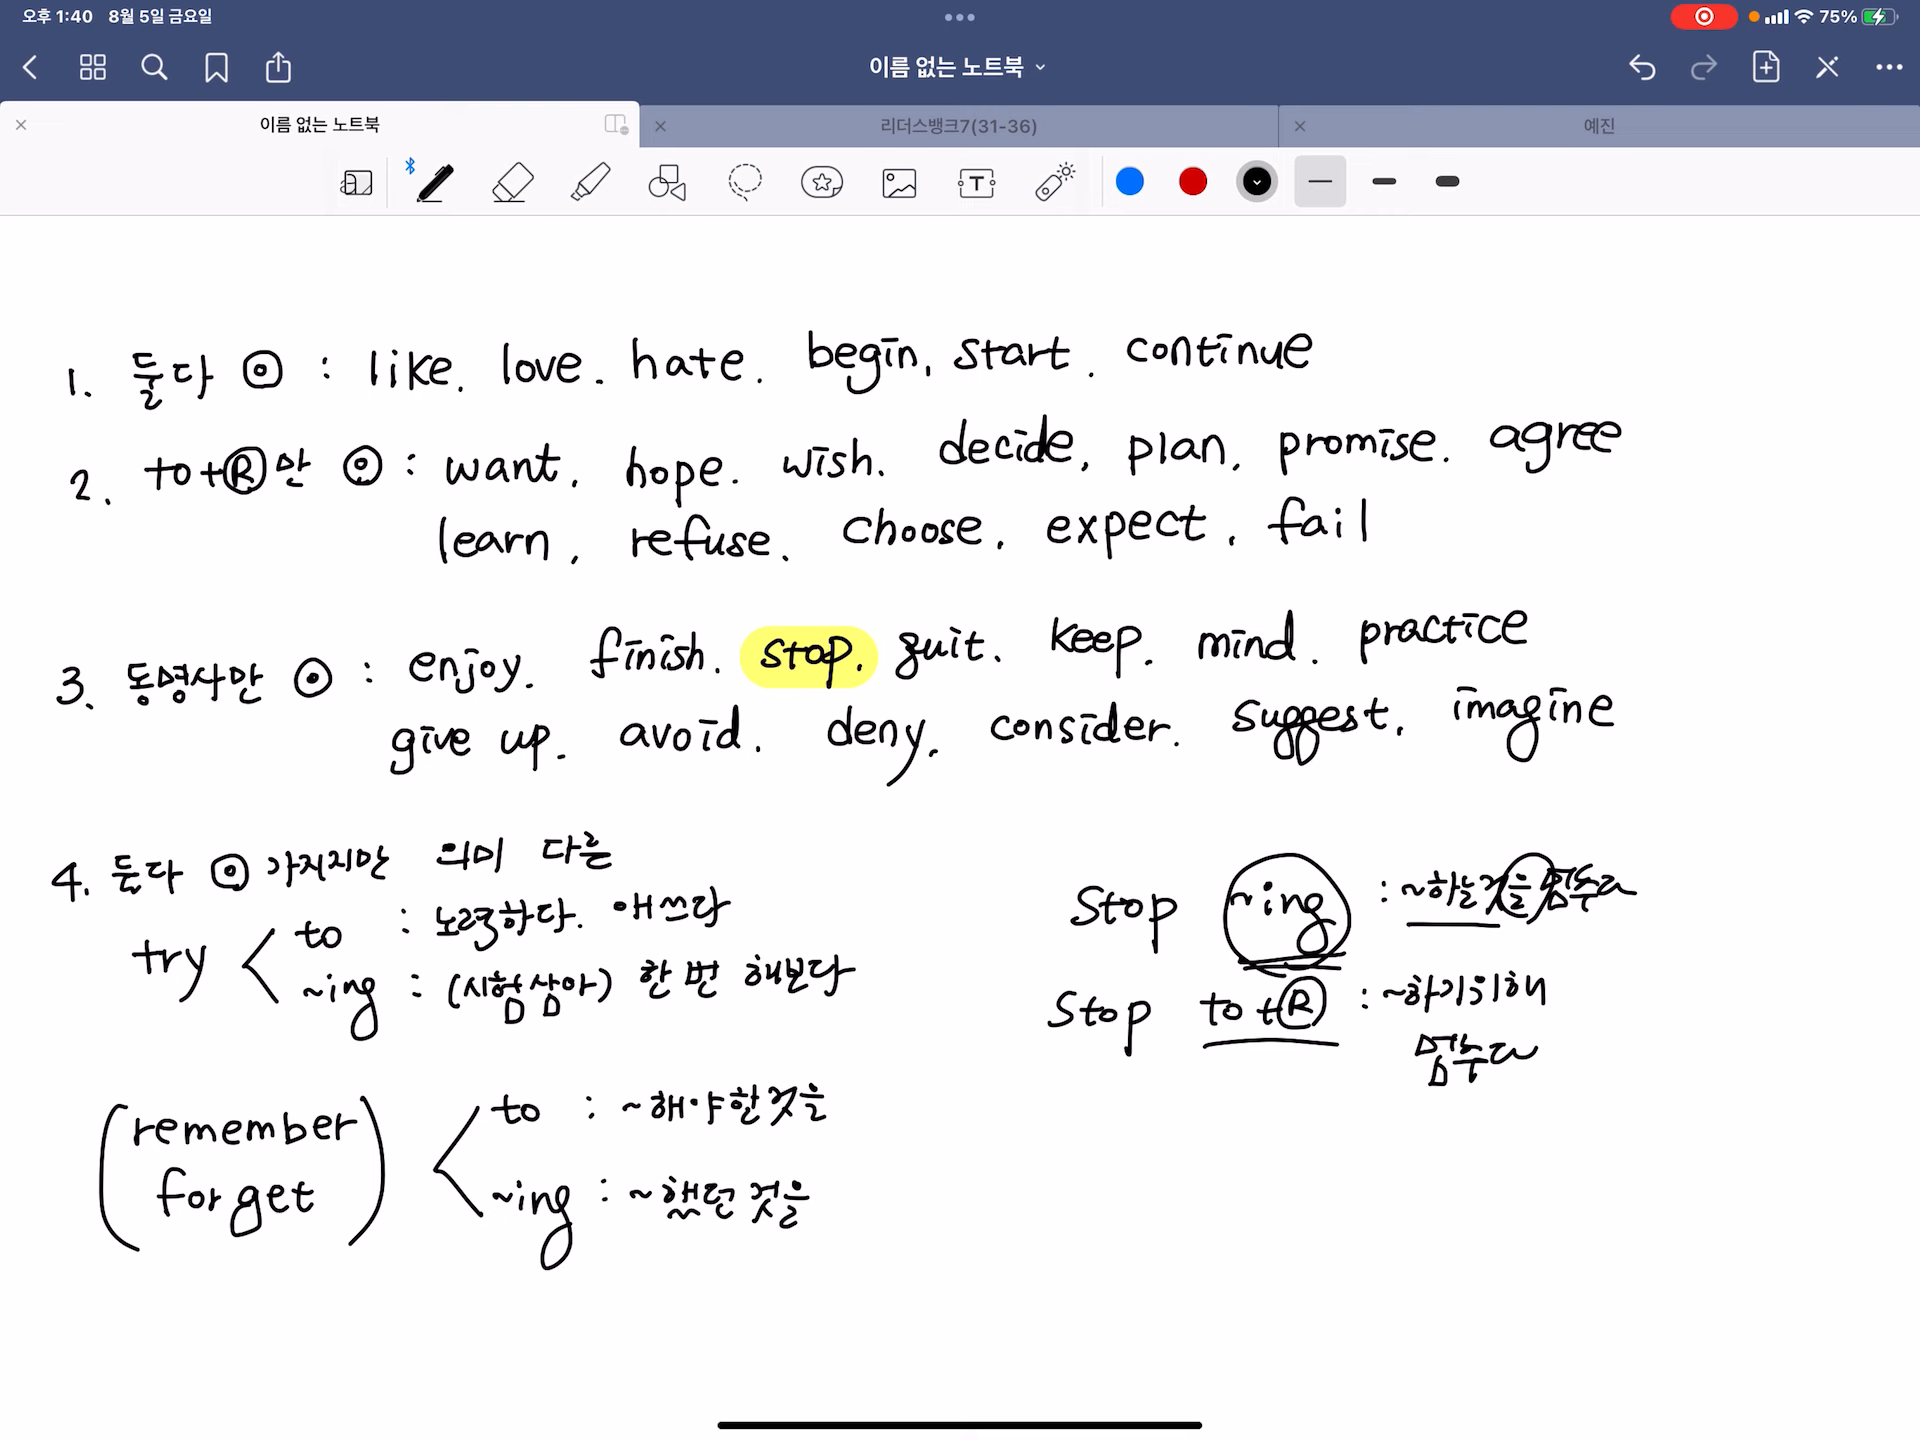 오후 1:40 8월 5일 금요일
75%
이름 없는 노트북
이름 없는 노트북
리더스뱅크7(31-36)
예진
1. 둘다 ⊙ : like. love. hate. begin, start. continue
2. to+Ⓡ만 ⊙ : want, hope. wish. decide, plan, promise. agree
learn, refuse. choose. expect. fail
3. 동명사만 ⊙ : enjoy. finish. stop. quit. keep. mind. practice
give up. avoid. deny. consider. suggest. imagine
4. 둘다 ⊙ 가지지만 의미 다른
try < to : 노력하다. 애쓰다
~ing : (시험삼아) 한 번 해보다
Stop ~ing : ~하는것을 멈추다
Stop to+Ⓡ : ~하기위해
멈추다
(remember
forget) < to : ~해야한것을
~ing : ~했던 것을